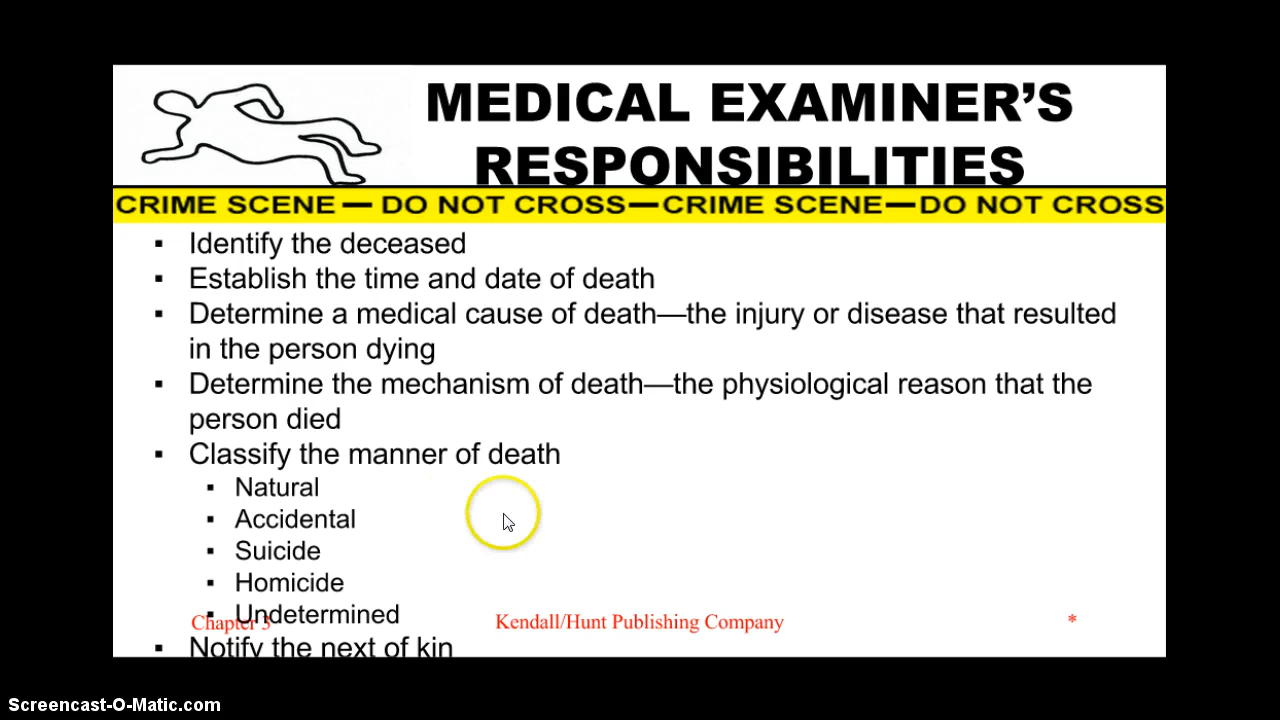 MEDICAL EXAMINER’S
RESPONSIBILITIES
CRIME SCENE — DO NOT CROSS—CRIME SCENE—DO NOT CROSS
▪ Identify the deceased
▪ Establish the time and date of death
▪ Determine a medical cause of death—the injury or disease that resulted
in the person dying
▪ Determine the mechanism of death—the physiological reason that the
person died
▪ Classify the manner of death
▪ Natural
▪ Accidental
▪ Suicide
▪ Homicide
▪ Undetermined
Chapter 3 Kendall/Hunt Publishing Company *
▪ Notify the next of kin
Screencast-O-Matic.com